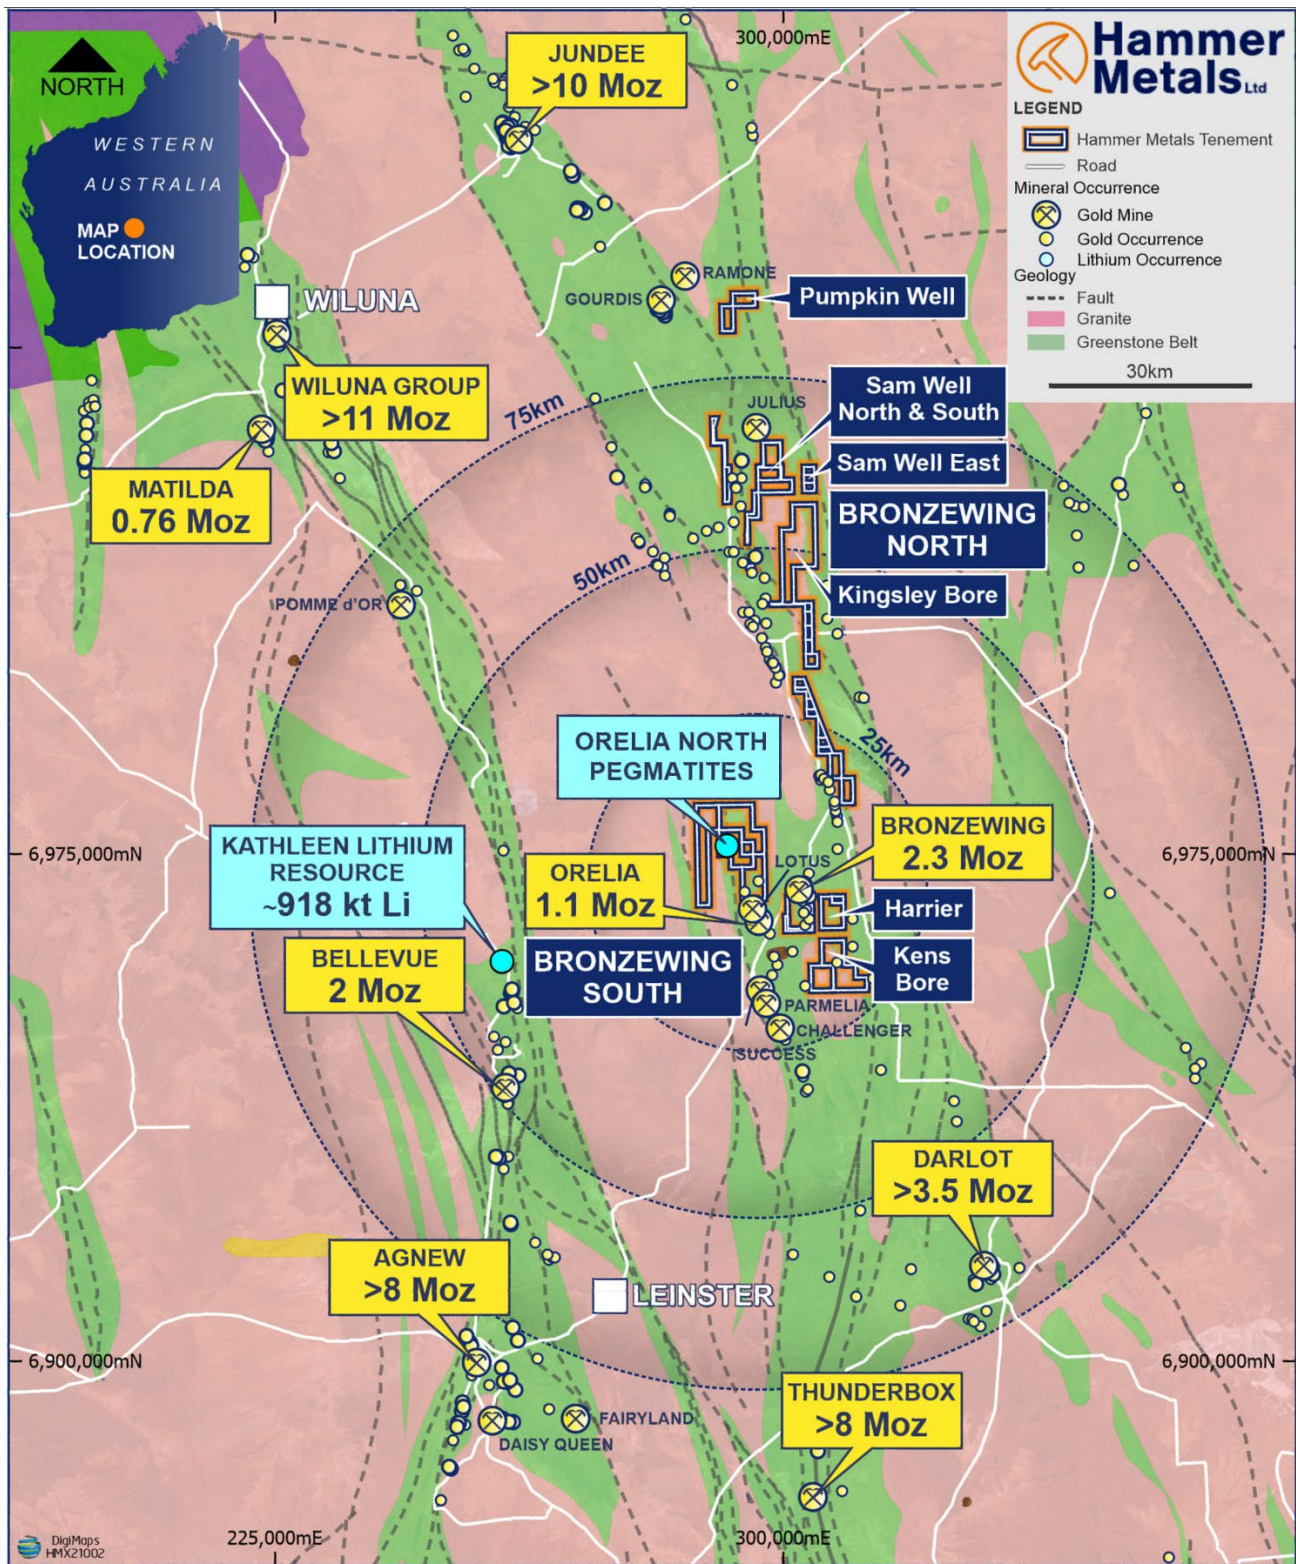 NORTH
WESTERN
AUSTRALIA
MAP
LOCATION
300,000mE
Hammer
Metals Ltd
LEGEND
Hammer Metals Tenement
Road
Mineral Occurrence
Gold Mine
Gold Occurrence
Lithium Occurrence
Geology
Fault
Granite
Greenstone Belt
30km
JUNDEE
>10 Moz
RAMONE
GOURDIS
Pumpkin Well
WILUNA
WILUNA GROUP
>11 Moz
MATILDA
0.76 Moz
75km
JULIUS
Sam Well
North & South
Sam Well East
BRONZEWING
NORTH
50km
Kingsley Bore
POMME d'OR
ORELIA NORTH
PEGMATITES
25km
KATHLEEN LITHIUM
RESOURCE
~918 kt Li
6,975,000mN
6,975,000mN
BRONZEWING
2.3 Moz
LOTUS
ORELIA
1.1 Moz
Harrier
BELLEVUE
2 Moz
BRONZEWING
SOUTH
Kens
Bore
PARMELIA
CHALLENGER
SUCCESS
DARLOT
>3.5 Moz
AGNEW
>8 Moz
LEINSTER
6,900,000mN
6,900,000mN
THUNDERBOX
>8 Moz
FAIRYLAND
DAISY QUEEN
225,000mE
300,000mE
DigiMaps
HMX21002